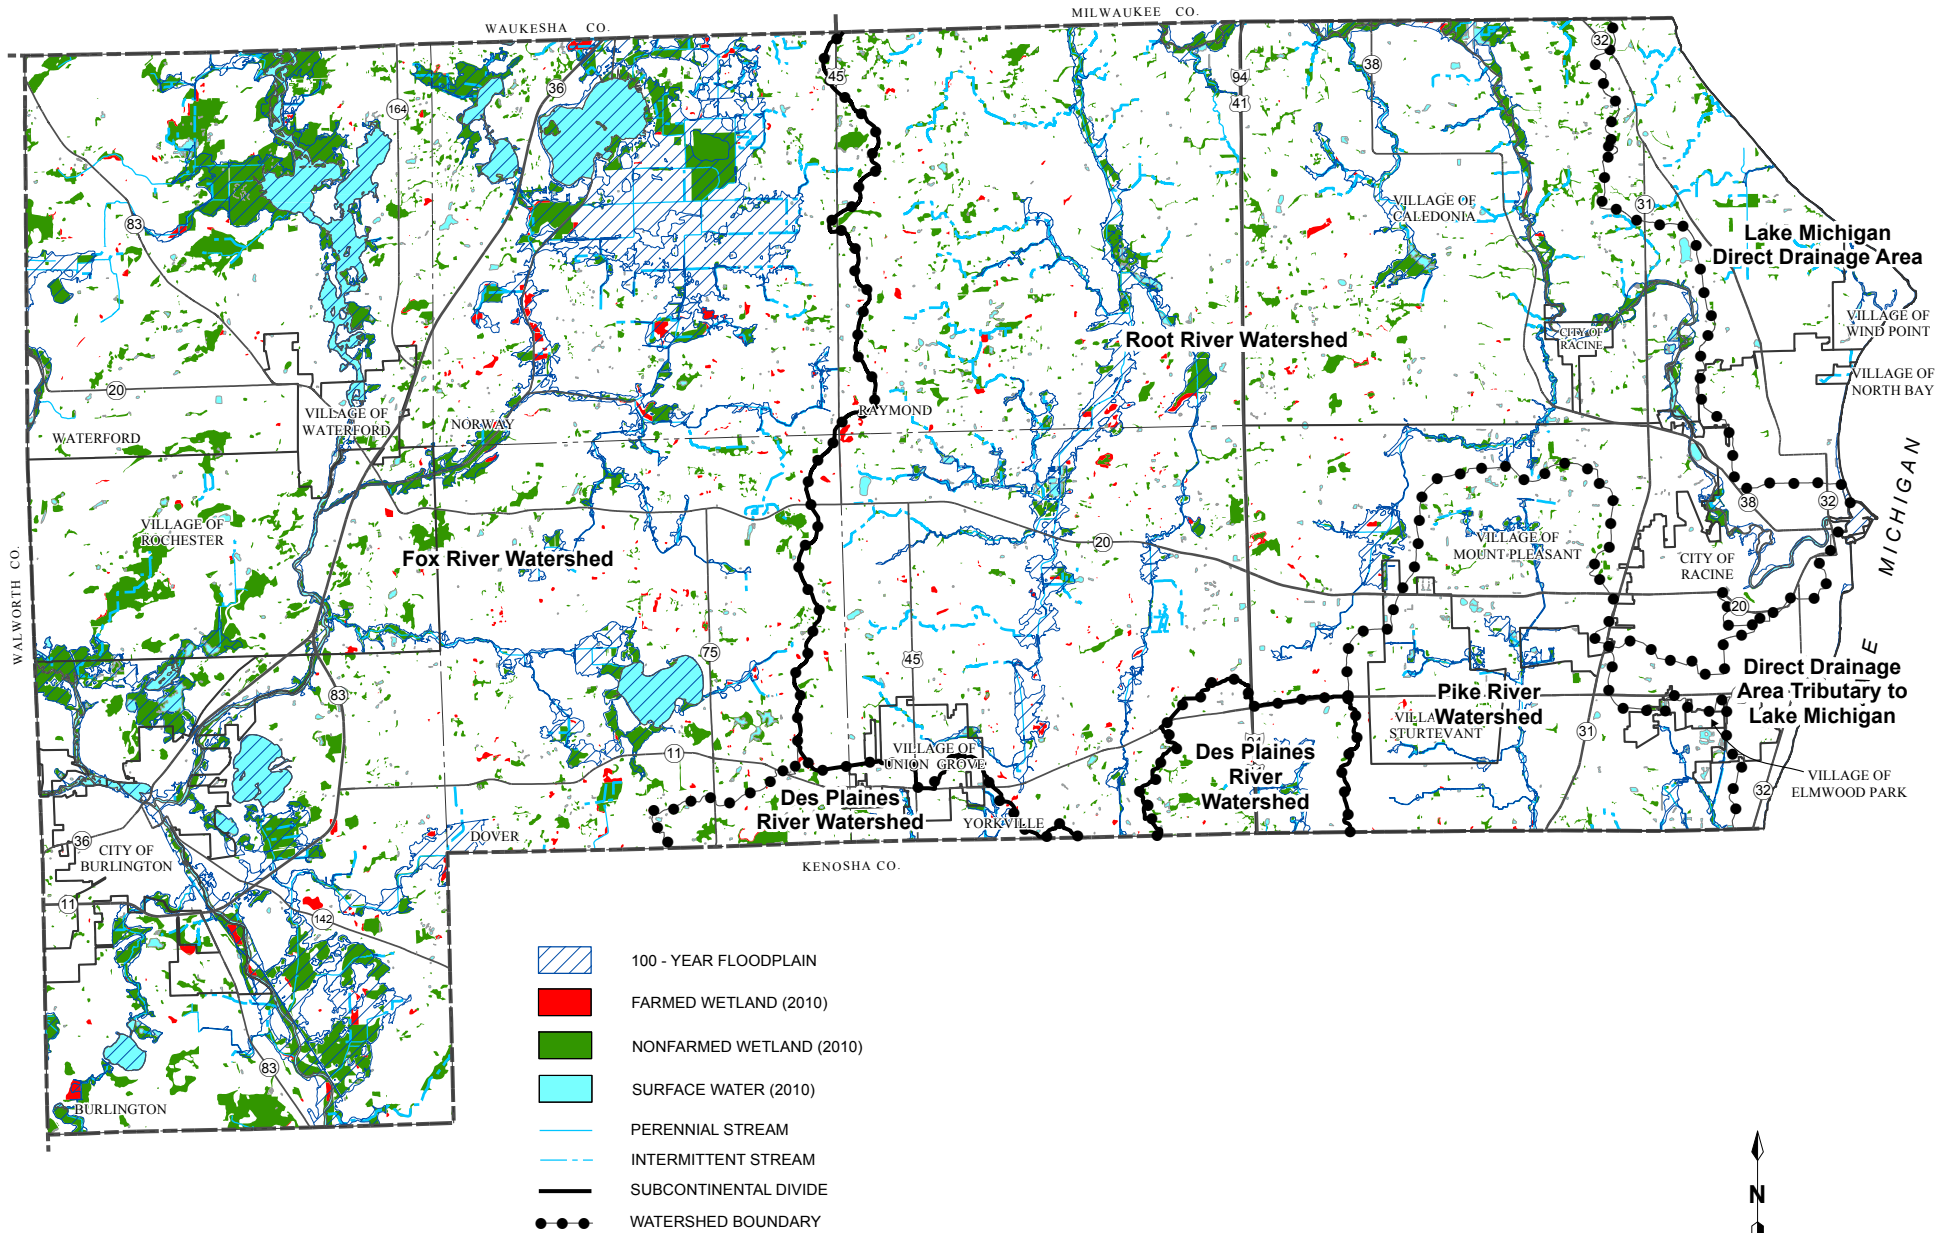 WAUKESHA CO.
MILWAUKEE CO.
45
36
164
94
41
38
32
83
31
VILLAGE OF
CALEDONIA
Lake Michigan
Direct Drainage Area
VILLAGE OF
WIND POINT
Root River Watershed
CITY OF
RACINE
VILLAGE OF
NORTH BAY
20
VILLAGE OF
WATERFORD
WATERFORD
NORWAY
RAYMOND
MICHIGAN
38
32
VILLAGE OF
ROCHESTER
WALWORTH CO.
Fox River Watershed
20
VILLAGE OF
MOUNT PLEASANT
CITY OF
RACINE
20
75
45
83
E
Direct Drainage
Area Tributary to
Lake Michigan
Pike River
Watershed
STURTEVANT
31
11
VILLAGE OF
UNION GROVE
Des Plaines
River
Watershed
VILLAGE OF
ELMWOOD PARK
32
Des Plaines
River Watershed
YORKVILLE
DOVER
36
CITY OF
BURLINGTON
KENOSHA CO.
11
142
83
BURLINGTON
100 - YEAR FLOODPLAIN
FARMED WETLAND (2010)
NONFARMED WETLAND (2010)
SURFACE WATER (2010)
PERENNIAL STREAM
INTERMITTENT STREAM
SUBCONTINENTAL DIVIDE
WATERSHED BOUNDARY
N